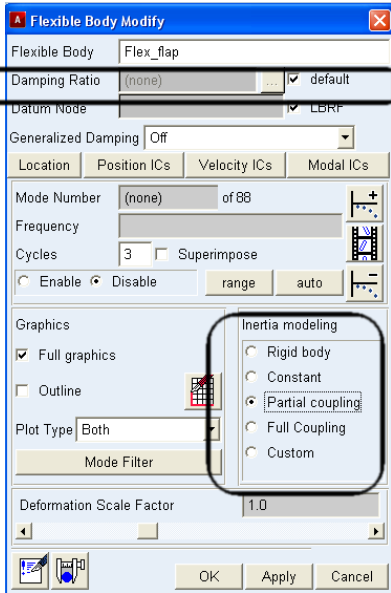 Flexible Body Modify
Flexible Body Flex_flap
Damping Ratio (none) ... default
Datum Node LBRF
Generalized Damping Off
Location Position ICs Velocity ICs Modal ICs
Mode Number (none) of 88
Frequency
Cycles 3 Superimpose
Enable Disable range auto
Graphics Inertia modeling
Full graphics Rigid body
Constant
Outline Partial coupling
Plot Type Both Full Coupling
Mode Filter Custom
Deformation Scale Factor 1.0
OK Apply Cancel